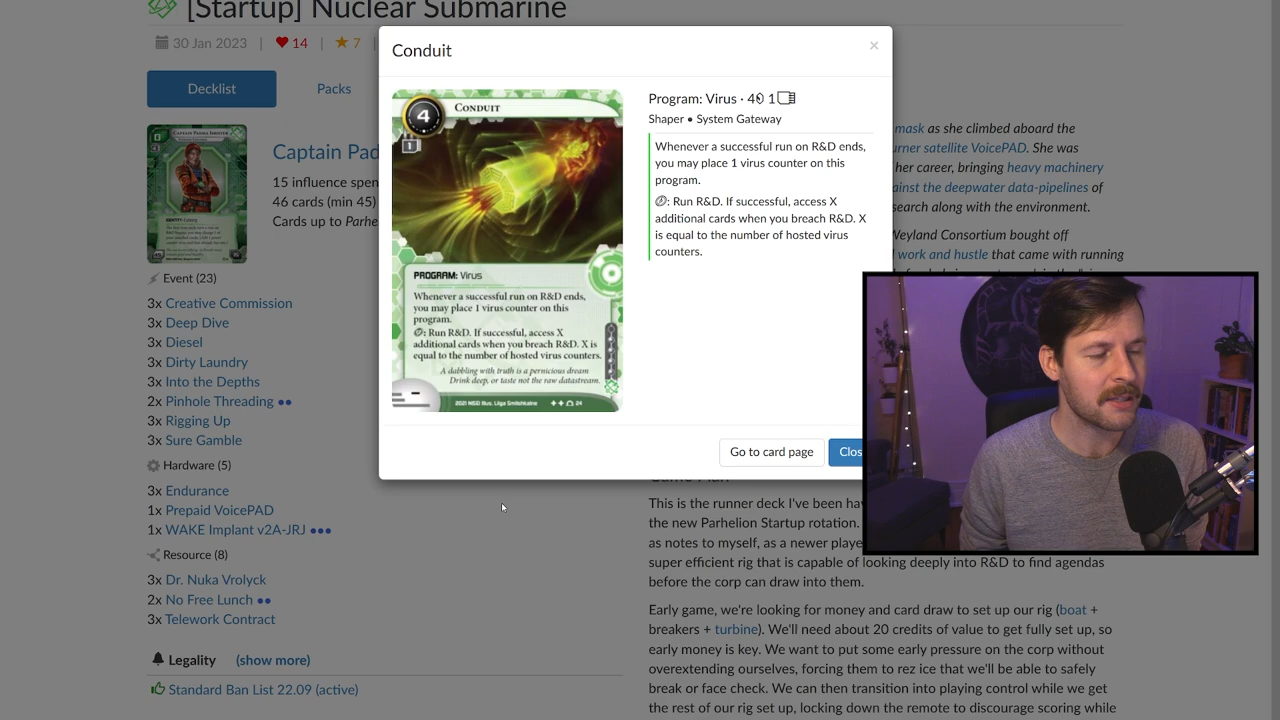 [Startup] Nuclear Submarine
30 Jan 2023 | 14 | 7 |
Decklist
Packs
Captain Pad
15 influence spen
46 cards (min 45)
Cards up to Parhe
Event (23)
3x Creative Commission
3x Deep Dive
3x Diesel
3x Dirty Laundry
3x Into the Depths
2x Pinhole Threading ●●
3x Rigging Up
3x Sure Gamble
Hardware (5)
3x Endurance
1x Prepaid VoicePAD
1x WAKE Implant v2A-JRJ ●●●
Resource (8)
3x Dr. Nuka Vrolyck
2x No Free Lunch ●●
3x Telework Contract
Legality (show more)
Standard Ban List 22.09 (active)
Conduit
×
4
CONDUIT
1
PROGRAM: Virus
Whenever a successful run on R&D ends,
you may place 1 virus counter on this
program.
: Run R&D. If successful, access X
additional cards when you breach R&D. X is
equal to the number of hosted virus counters.
A dabbling with truth is a pernicious dream
Drink deep, or taste not the raw datastream.
–
24
Program: Virus · 4 1
Shaper • System Gateway
Whenever a successful run on R&D ends,
you may place 1 virus counter on this
program.
: Run R&D. If successful, access X
additional cards when you breach R&D. X
is equal to the number of hosted virus
counters.
Go to card page
Clos
mask as she climbed aboard the
urner satellite VoicePAD. She was
her career, bringing heavy machinery
ainst the deepwater data-pipelines of
search along with the environment.
Weyland Consortium bought off
work and hustle that came with running
This is the runner deck I've been hav
the new Parhelion Startup rotation.
as notes to myself, as a newer playe
super efficient rig that is capable of looking deeply into R&D to find agendas
before the corp can draw into them.
Early game, we're looking for money and card draw to set up our rig (boat +
breakers + turbine). We'll need about 20 credits of value to get fully set up, so
early money is key. We want to put some early pressure on the corp without
overextending ourselves, forcing them to rez ice that we'll be able to safely
break or face check. We can then transition into playing control while we get
the rest of our rig set up, locking down the remote to discourage scoring while